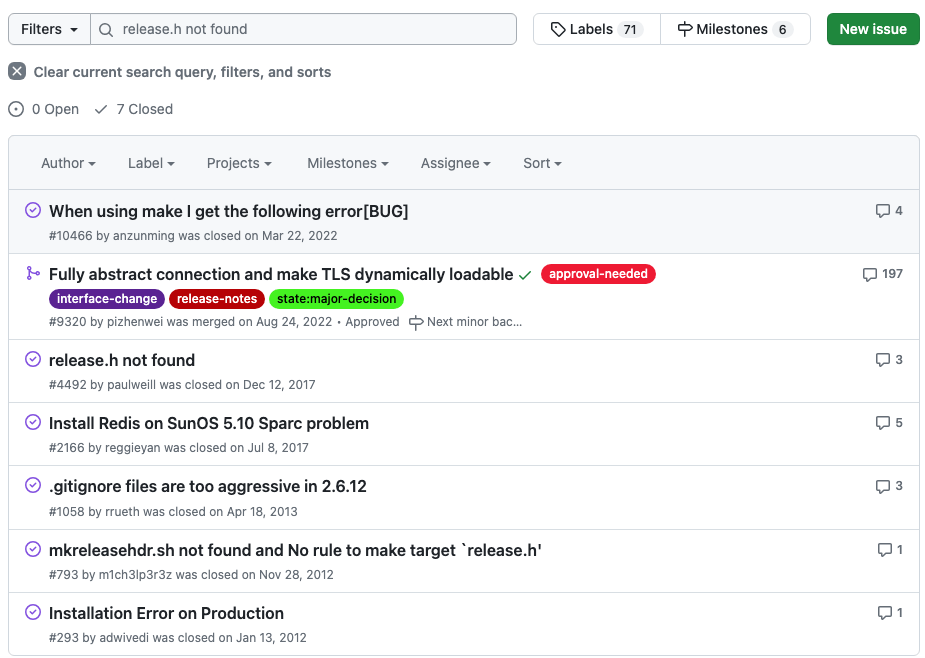 Filters release.h not found Labels 71 Milestones 6 New issue
Clear current search query, filters, and sorts
0 Open 7 Closed
Author Label Projects Milestones Assignee Sort
When using make I get the following error[BUG] 4
#10466 by anzunming was closed on Mar 22, 2022
Fully abstract connection and make TLS dynamically loadable approval-needed 197
interface-change release-notes state:major-decision
#9320 by pizhenwei was merged on Aug 24, 2022 • Approved Next minor bac...
release.h not found 3
#4492 by paulweill was closed on Dec 12, 2017
Install Redis on SunOS 5.10 Sparc problem 5
#2166 by reggieyan was closed on Jul 8, 2017
.gitignore files are too aggressive in 2.6.12 3
#1058 by rrueth was closed on Apr 18, 2013
mkreleasehdr.sh not found and No rule to make target `release.h' 1
#793 by m1ch3lp3r3z was closed on Nov 28, 2012
Installation Error on Production 1
#293 by adwivedi was closed on Jan 13, 2012